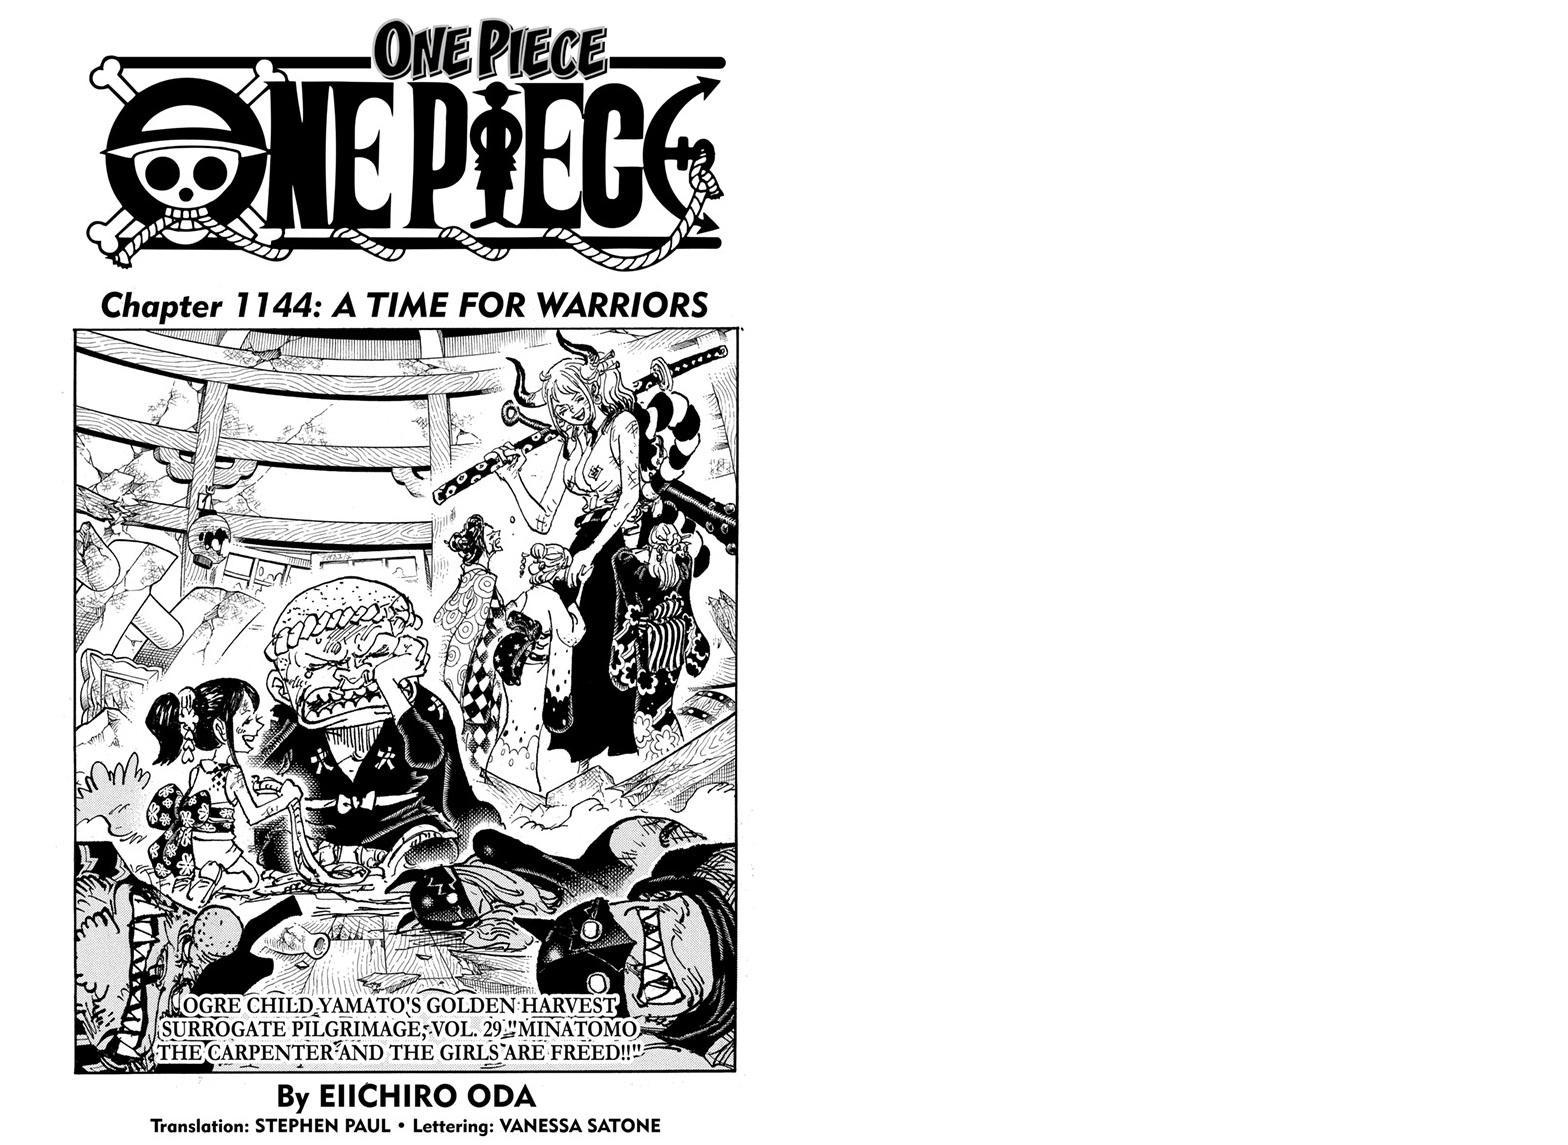 ONE PIECE
ONE PIECE
Chapter 1144: A TIME FOR WARRIORS
OGRE CHILD YAMATO'S GOLDEN HARVEST
SURROGATE PILGRIMAGE, VOL. 29 "MINATOMO
THE CARPENTER AND THE GIRLS ARE FREED!!"
By EIICHIRO ODA
Translation: STEPHEN PAUL • Lettering: VANESSA SATONE